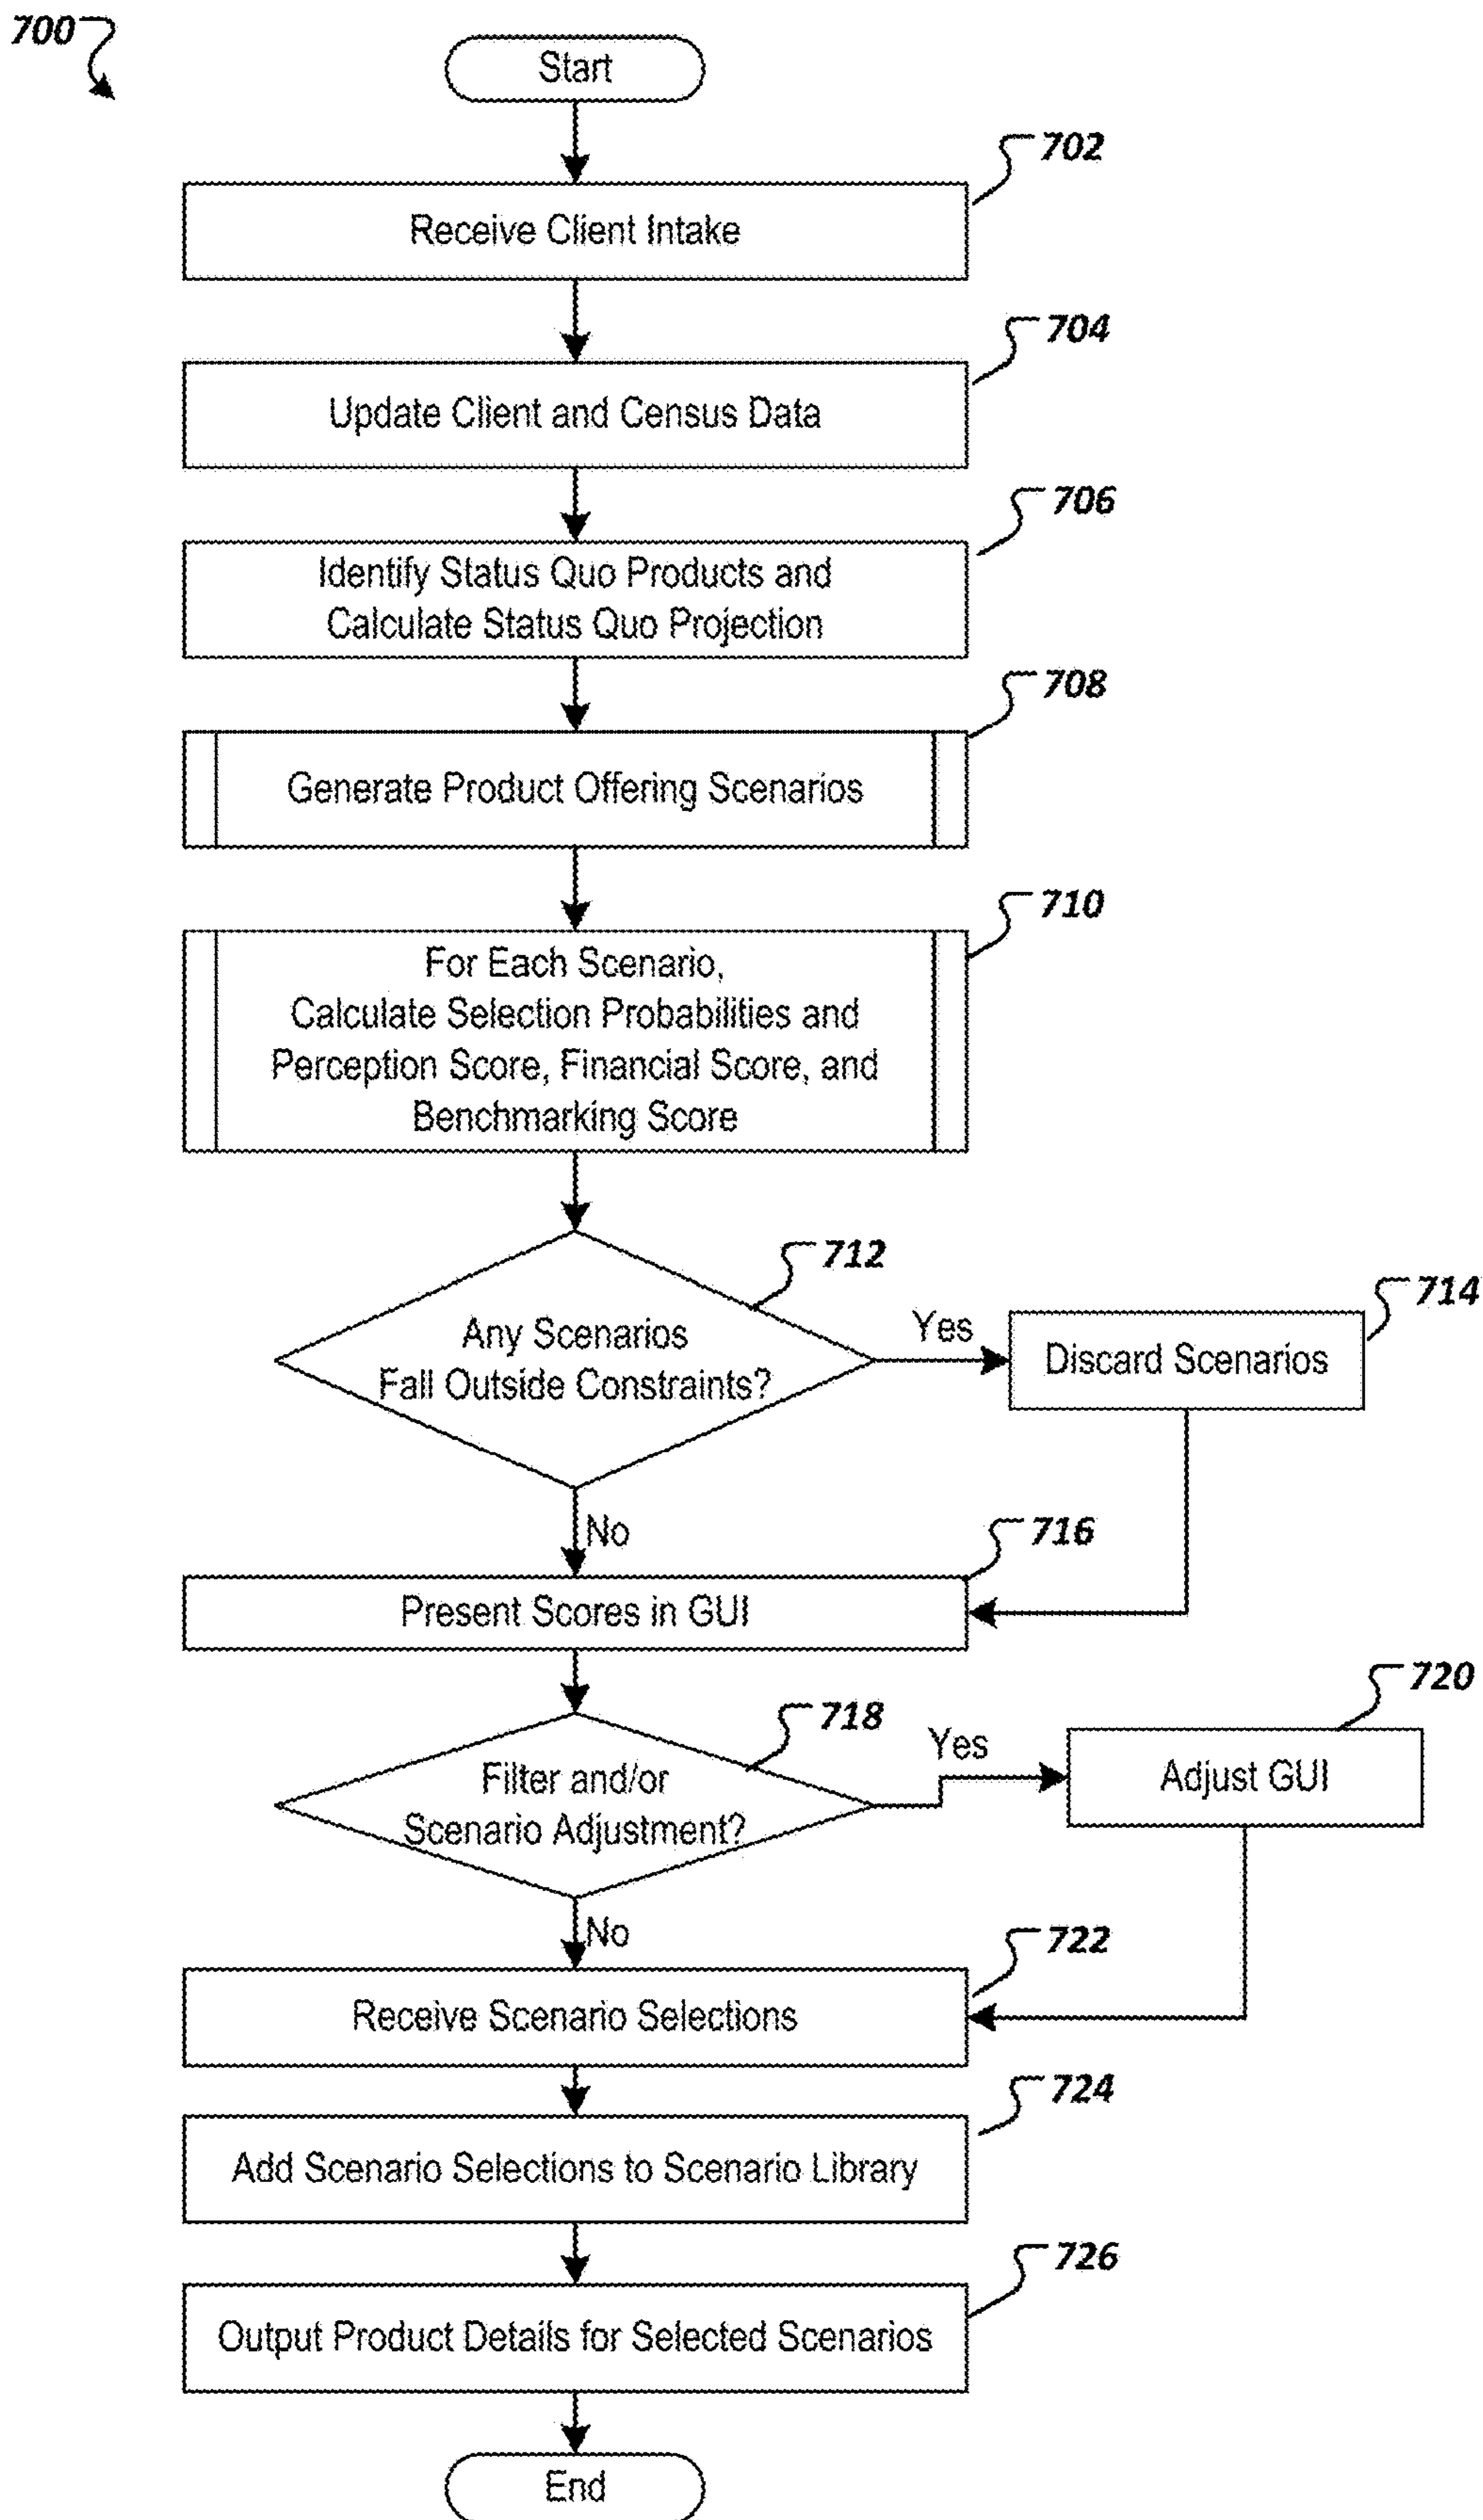 700
Start
702
Receive Client Intake
704
Update Client and Census Data
706
Identify Status Quo Products and
Calculate Status Quo Projection
708
Generate Product Offering Scenarios
710
For Each Scenario,
Calculate Selection Probabilities and
Perception Score, Financial Score, and
Benchmarking Score
712
Any Scenarios
Fall Outside Constraints?
Yes
714
Discard Scenarios
No
716
Present Scores in GUI
718
Filter and/or
Scenario Adjustment?
Yes
720
Adjust GUI
No
722
Receive Scenario Selections
724
Add Scenario Selections to Scenario Library
726
Output Product Details for Selected Scenarios
End